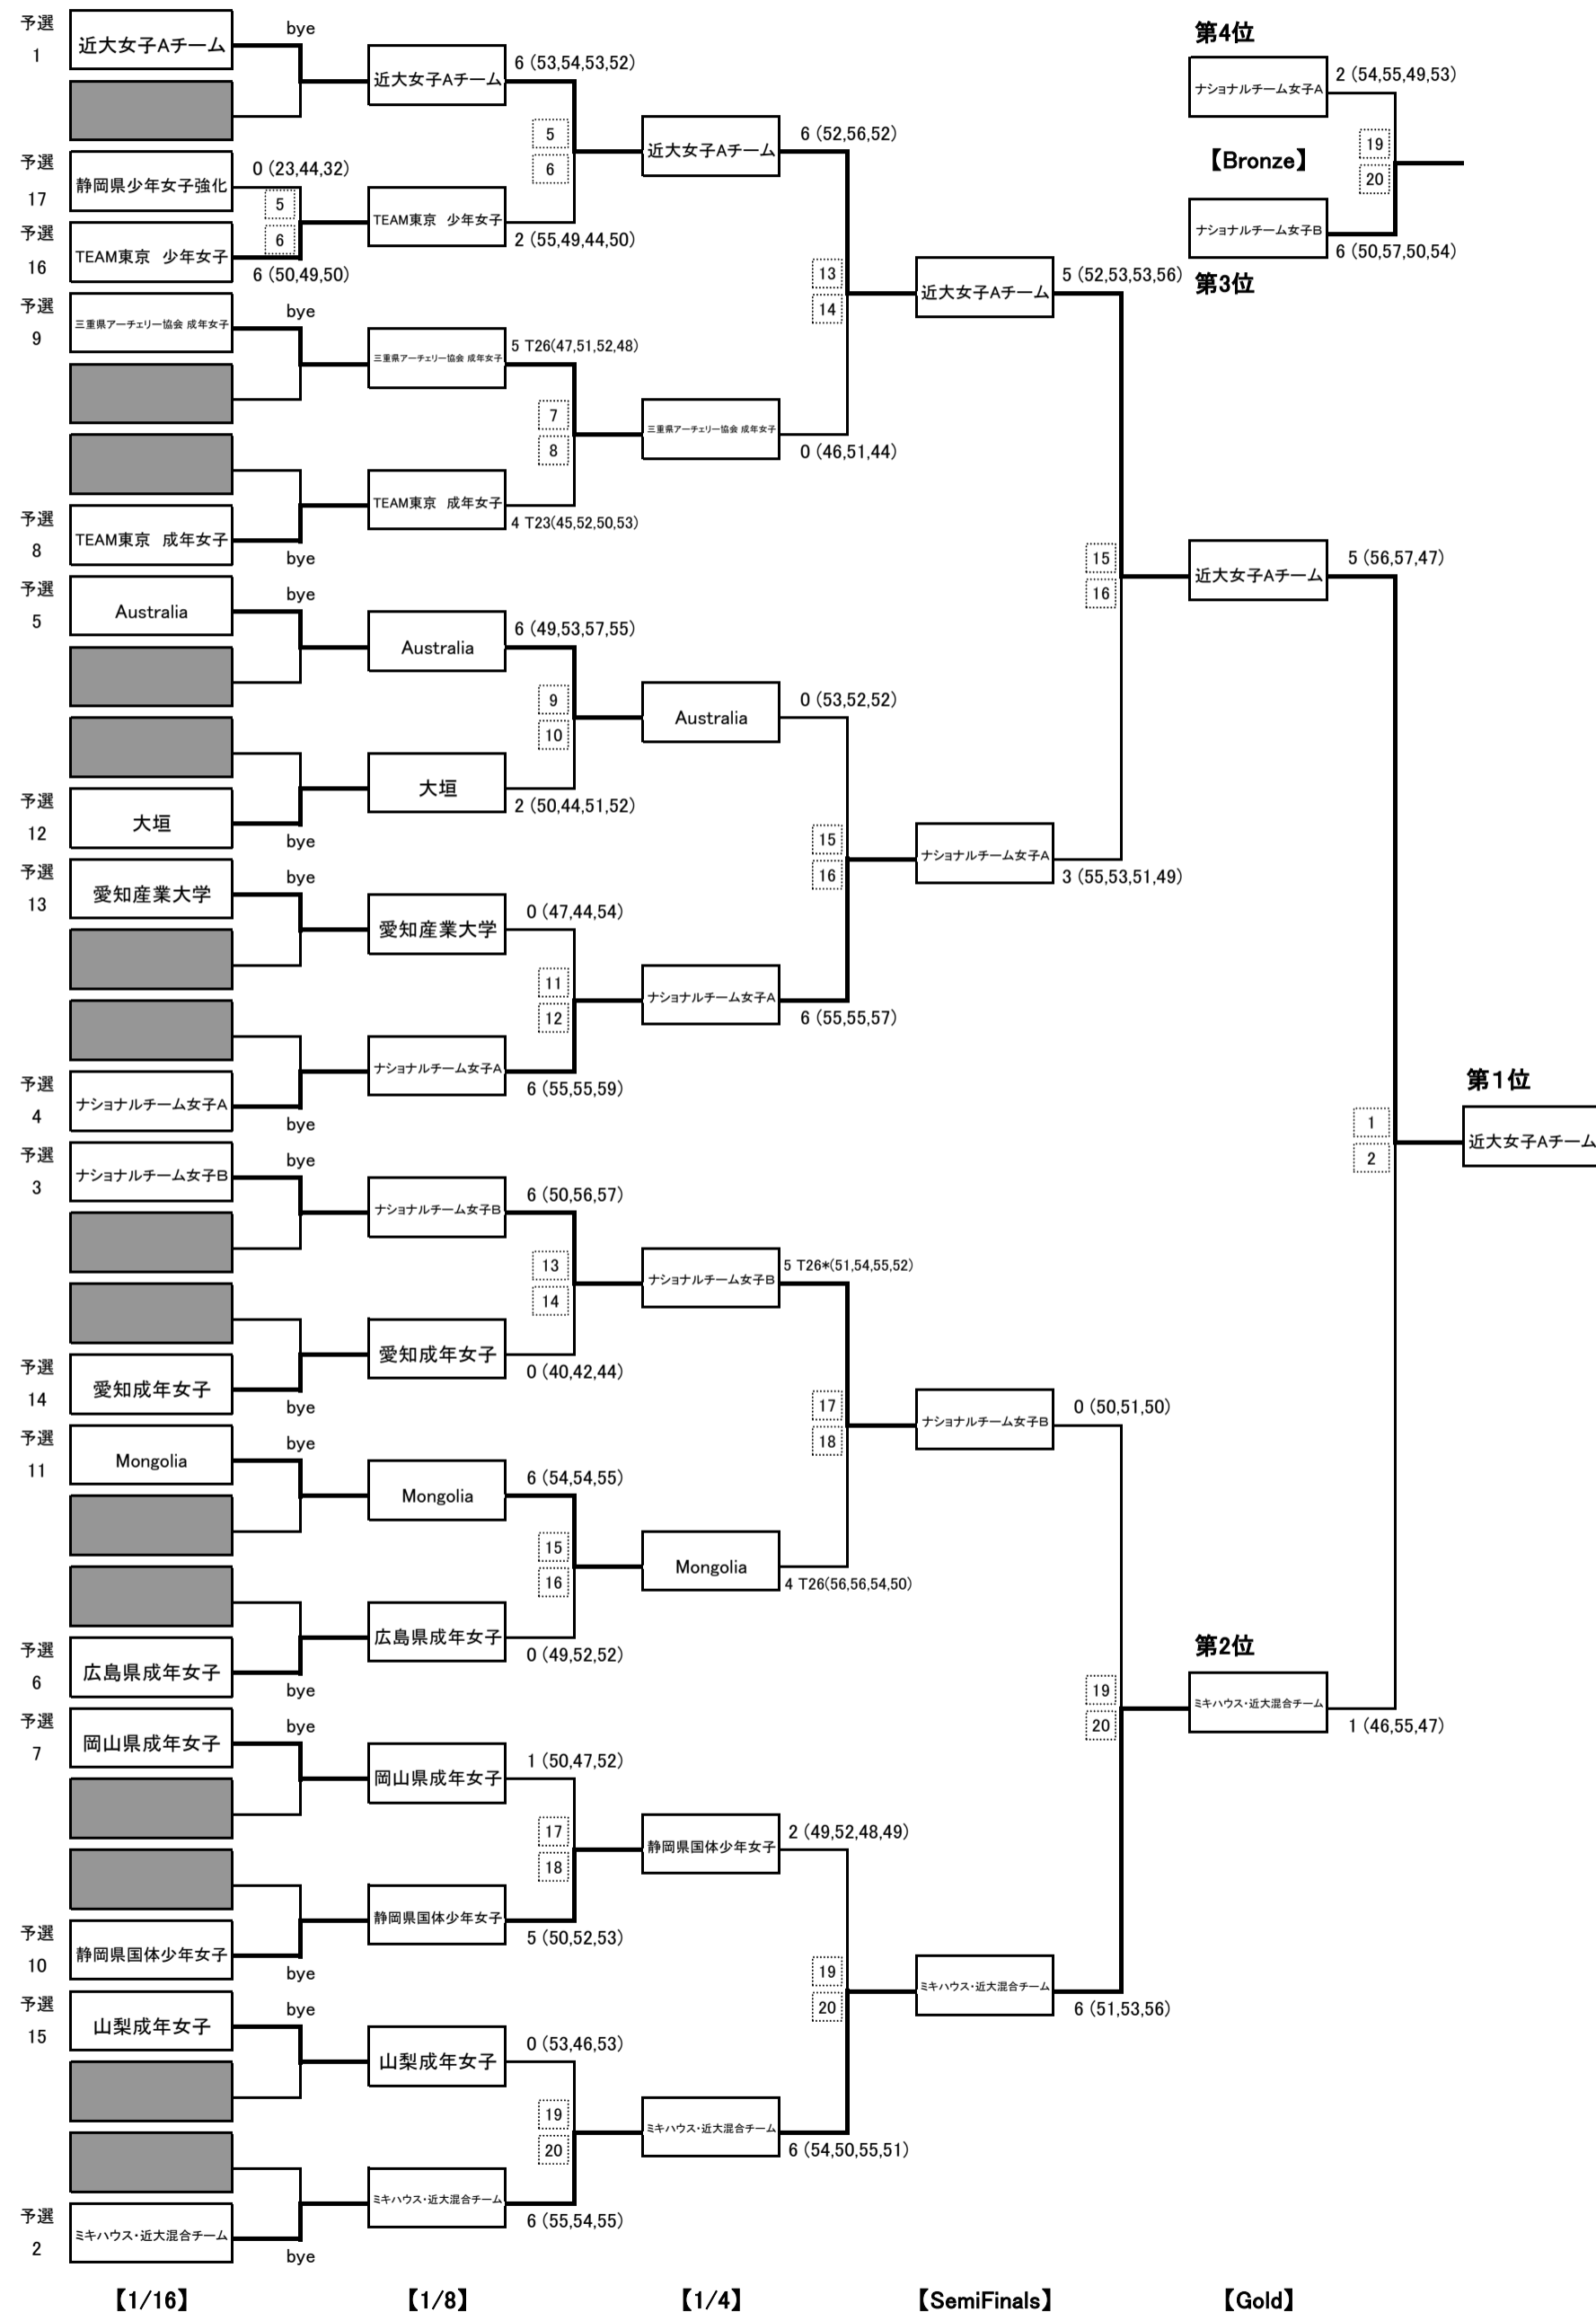 予選
1
近大女子Aチーム
bye
予選
17
静岡県少年女子強化
0 (23,44,32)
5
6
予選
16
TEAM東京 少年女子
6 (50,49,50)
予選
9
三重県アーチェリー協会 成年女子
bye
予選
8
TEAM東京 成年女子
bye
予選
5
Australia
bye
予選
12
大垣
bye
予選
13
愛知産業大学
bye
予選
4
ナショナルチーム女子A
bye
予選
3
ナショナルチーム女子B
bye
予選
14
愛知成年女子
bye
予選
11
Mongolia
bye
予選
6
広島県成年女子
bye
予選
7
岡山県成年女子
bye
予選
10
静岡県国体少年女子
bye
予選
15
山梨成年女子
bye
予選
2
ミキハウス・近大混合チーム
bye
【1/16】
近大女子Aチーム
6 (53,54,53,52)
5
6
TEAM東京 少年女子
2 (55,49,44,50)
三重県アーチェリー協会 成年女子
5 T26(47,51,52,48)
7
8
TEAM東京 成年女子
4 T23(45,52,50,53)
Australia
6 (49,53,57,55)
9
10
大垣
2 (50,44,51,52)
愛知産業大学
0 (47,44,54)
11
12
ナショナルチーム女子A
6 (55,55,59)
ナショナルチーム女子B
6 (50,56,57)
13
14
愛知成年女子
0 (40,42,44)
Mongolia
6 (54,54,55)
15
16
広島県成年女子
0 (49,52,52)
岡山県成年女子
1 (50,47,52)
17
18
静岡県国体少年女子
5 (50,52,53)
山梨成年女子
0 (53,46,53)
19
20
ミキハウス・近大混合チーム
6 (55,54,55)
【1/8】
近大女子Aチーム
6 (52,56,52)
13
14
三重県アーチェリー協会 成年女子
0 (46,51,44)
Australia
0 (53,52,52)
15
16
ナショナルチーム女子A
6 (55,55,57)
ナショナルチーム女子B
5 T26*(51,54,55,52)
17
18
Mongolia
4 T26(56,56,54,50)
静岡県国体少年女子
2 (49,52,48,49)
19
20
ミキハウス・近大混合チーム
6 (54,50,55,51)
【1/4】
近大女子Aチーム
5 (52,53,53,56)
15
16
ナショナルチーム女子A
3 (55,53,51,49)
ナショナルチーム女子B
0 (50,51,50)
19
20
ミキハウス・近大混合チーム
6 (51,53,56)
【SemiFinals】
第4位
ナショナルチーム女子A
2 (54,55,49,53)
【Bronze】
19
20
ナショナルチーム女子B
6 (50,57,50,54)
第3位
近大女子Aチーム
5 (56,57,47)
1
2
第2位
ミキハウス・近大混合チーム
1 (46,55,47)
【Gold】
第1位
近大女子Aチーム